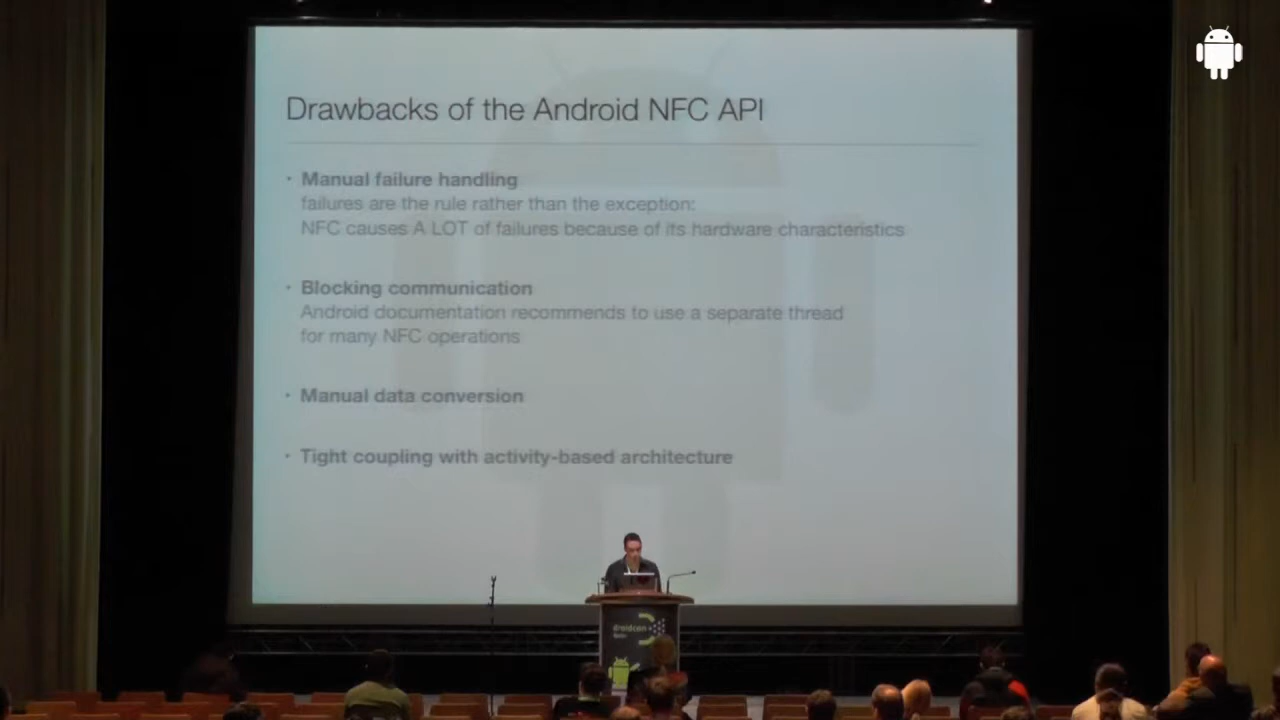 Drawbacks of the Android NFC API
• Manual failure handling
failures are the rule rather than the exception:
NFC causes A LOT of failures because of its hardware characteristics
• Blocking communication
Android documentation recommends to use a separate thread
for many NFC operations
• Manual data conversion
• Tight coupling with activity-based architecture
droidcon